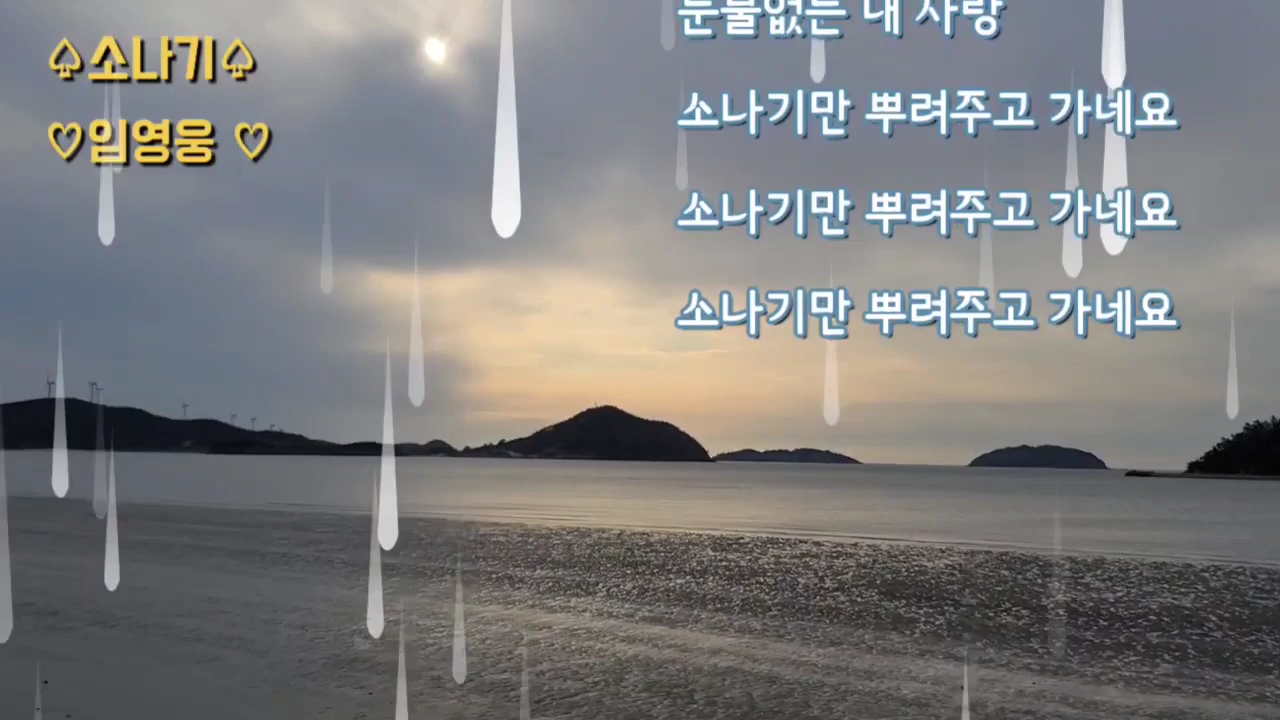 ♤소나기♤
♡임영웅 ♡
눈물없는 내 사랑
소나기만 뿌려주고 가네요
소나기만 뿌려주고 가네요
소나기만 뿌려주고 가네요